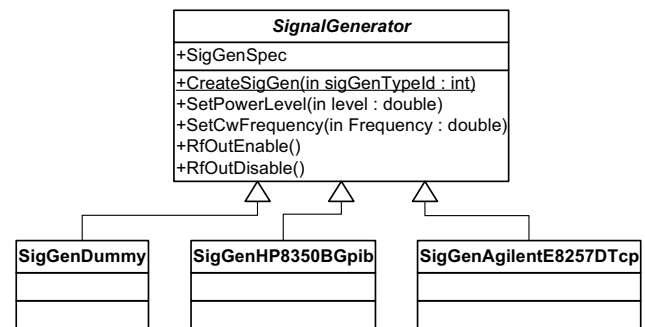 SignalGenerator
+SigGenSpec
+CreateSigGen(in sigGenTypeId : int)
+SetPowerLevel(in level : double)
+SetCwFrequency(in Frequency : double)
+RfOutEnable()
+RfOutDisable()
SigGenDummy
SigGenHP8350BGpib
SigGenAgilentE8257DTcp